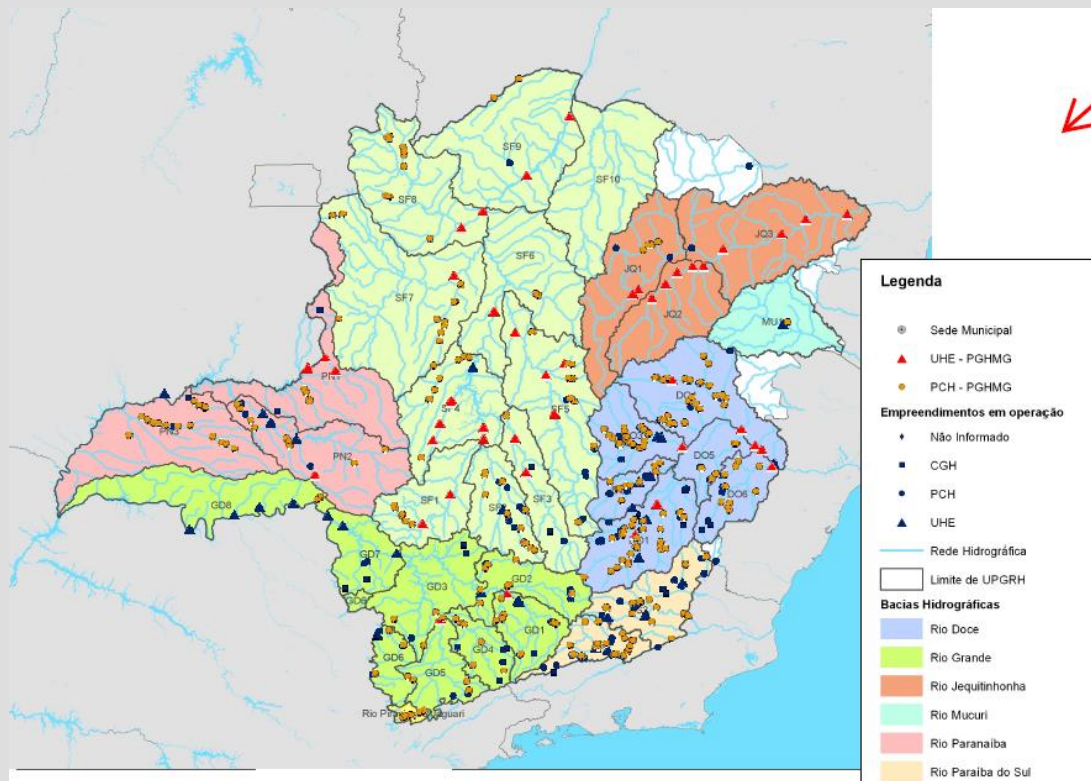 SF9
SF10
SF8
JQ3
JQ1
SF6
SF7
JQ2
Legenda
Sede Municipal
UHE - PGHMG
PCH - PGHMG
Empreendimentos em operação
Não Informado
CGH
PCH
UHE
Rede Hidrográfica
Limite de UPGRH
Bacias Hidrográficas
Rio Doce
Rio Grande
Rio Jequitinhonha
Rio Mucuri
Rio Paranaíba
Rio Paraíba do Sul
SF4
SF5
PN3
PN2
DO5
DO6
SF1
SF3
GD8
GD7
GD3
GD2
GD1
GD6
GD4
GD5